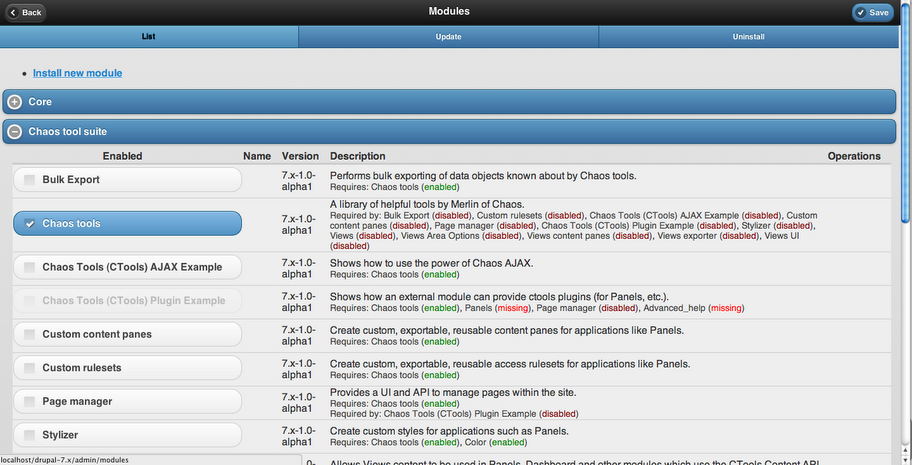 Back
Modules
Save
List
Update
Uninstall
Install new module
Core
Chaos tool suite
Enabled Name Version Description Operations
Bulk Export
7.x-1.0-
alpha1
Performs bulk exporting of data objects known about by Chaos tools.
Requires: Chaos tools (enabled)
Chaos tools
7.x-1.0-
alpha1
A library of helpful tools by Merlin of Chaos.
Required by: Bulk Export (disabled), Custom rulesets (disabled), Chaos Tools (CTools) AJAX Example (disabled), Custom
content panes (disabled), Page manager (disabled), Chaos Tools (CTools) Plugin Example (disabled), Stylizer (disabled),
Views (disabled), Views Area Options (disabled), Views content panes (disabled), Views exporter (disabled), Views UI
(disabled)
Chaos Tools (CTools) AJAX Example
7.x-1.0-
alpha1
Shows how to use the power of Chaos AJAX.
Requires: Chaos tools (enabled)
Chaos Tools (CTools) Plugin Example
7.x-1.0-
alpha1
Shows how an external module can provide ctools plugins (for Panels, etc.).
Requires: Chaos tools (enabled), Panels (missing), Page manager (disabled), Advanced_help (missing)
Custom content panes
7.x-1.0-
alpha1
Create custom, exportable, reusable content panes for applications like Panels.
Requires: Chaos tools (enabled)
Custom rulesets
7.x-1.0-
alpha1
Create custom, exportable, reusable access rulesets for applications like Panels.
Requires: Chaos tools (enabled)
Page manager
7.x-1.0-
alpha1
Provides a UI and API to manage pages within the site.
Requires: Chaos tools (enabled)
Required by: Chaos Tools (CTools) Plugin Example (disabled)
Stylizer
7.x-1.0-
alpha1
Create custom styles for applications such as Panels.
Requires: Chaos tools (enabled), Color (enabled)
localhost/drupal-7.x/admin/modules
.0-
Allows Views content to be used in Panels, Dashboard and other modules which use the CTools Content API.